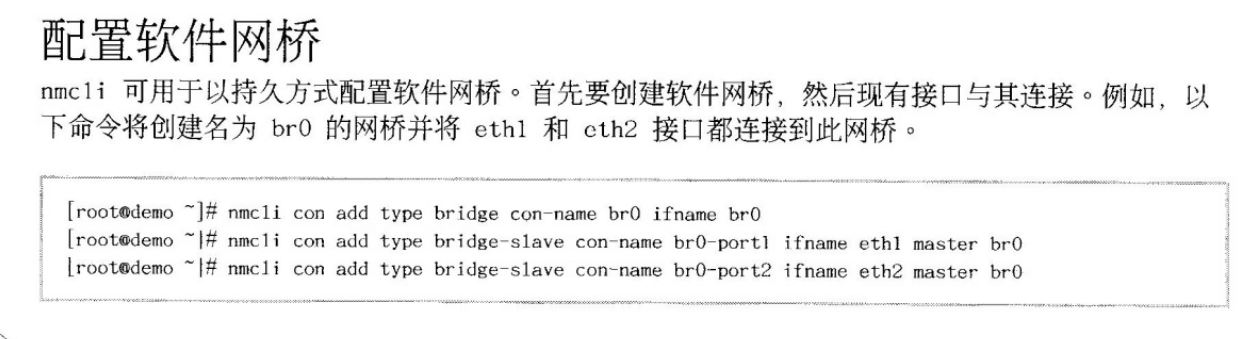 配置软件网桥
nmcli 可用于以持久方式配置软件网桥。首先要创建软件网桥，然后现有接口与其连接。例如，以
下命令将创建名为 br0 的网桥并将 eth1 和 eth2 接口都连接到此网桥。
[root@demo ~]# nmcli con add type bridge con-name br0 ifname br0
[root@demo ~]# nmcli con add type bridge-slave con-name br0-port1 ifname eth1 master br0
[root@demo ~]# nmcli con add type bridge-slave con-name br0-port2 ifname eth2 master br0